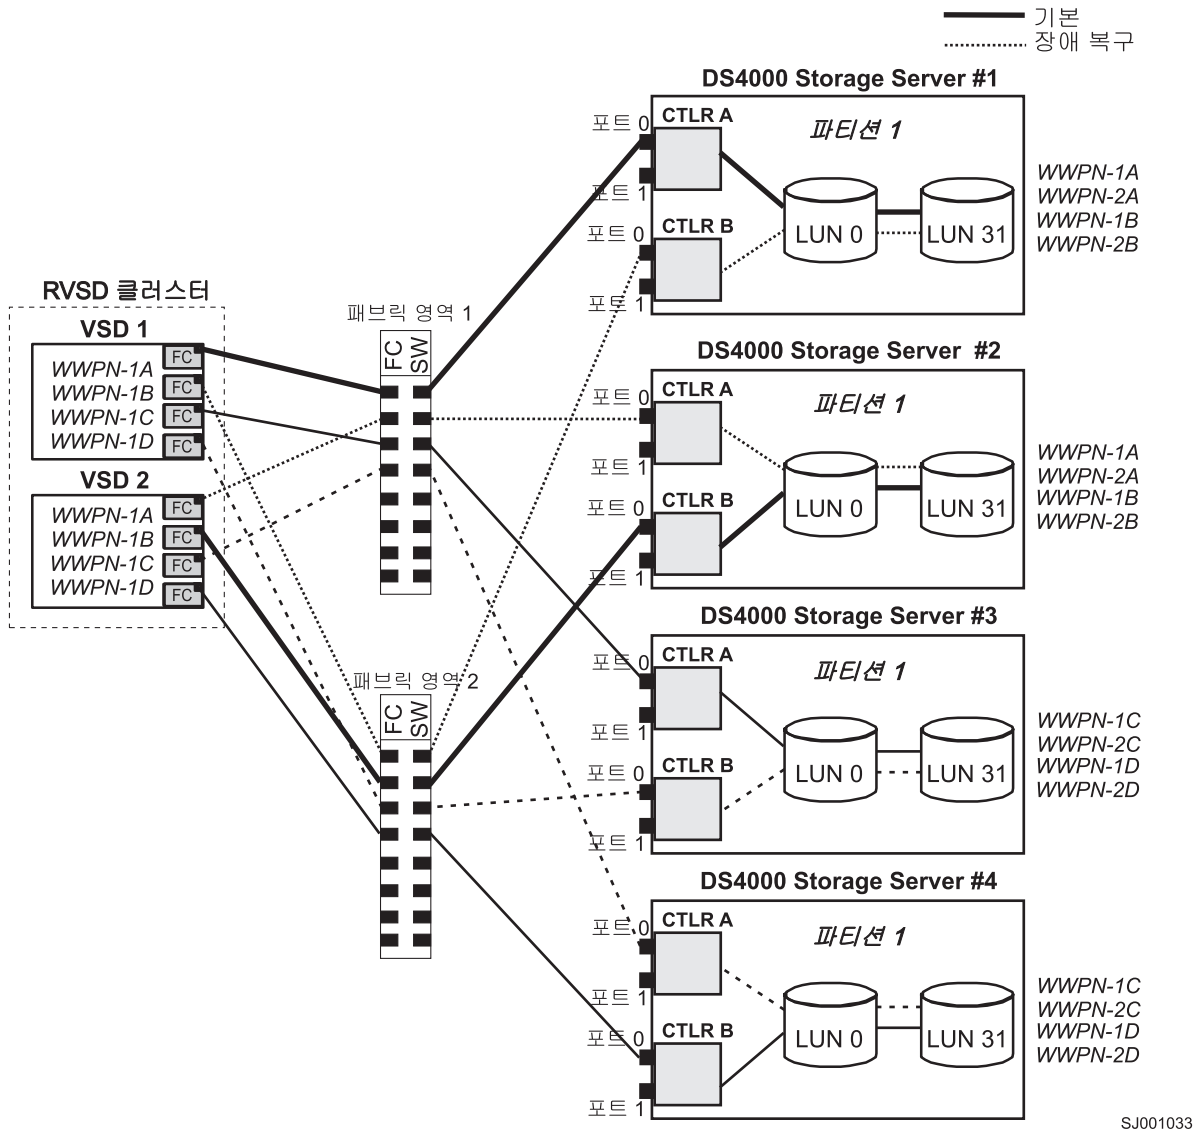 기본
장애 복구
DS4000 Storage Server #1
CTLR A
파티션 1
포트 0
포트 1
CTLR B
포트 0
포트 1
LUN 0
LUN 31
WWPN-1A
WWPN-2A
WWPN-1B
WWPN-2B
RVSD 클러스터
VSD 1
WWPN-1A
WWPN-1B
WWPN-1C
WWPN-1D
FC
FC
FC
FC
VSD 2
WWPN-1A
WWPN-1B
WWPN-1C
WWPN-1D
FC
FC
FC
FC
패브릭 영역 1
FC
SW
패브릭 영역 2
FC
SW
DS4000 Storage Server #2
CTLR A
파티션 1
포트 0
포트 1
CTLR B
포트 0
포트 1
LUN 0
LUN 31
WWPN-1A
WWPN-2A
WWPN-1B
WWPN-2B
DS4000 Storage Server #3
CTLR A
파티션 1
포트 0
포트 1
CTLR B
포트 0
포트 1
LUN 0
LUN 31
WWPN-1C
WWPN-2C
WWPN-1D
WWPN-2D
DS4000 Storage Server #4
CTLR A
파티션 1
포트 0
포트 1
CTLR B
포트 0
포트 1
LUN 0
LUN 31
WWPN-1C
WWPN-2C
WWPN-1D
WWPN-2D
SJ001033